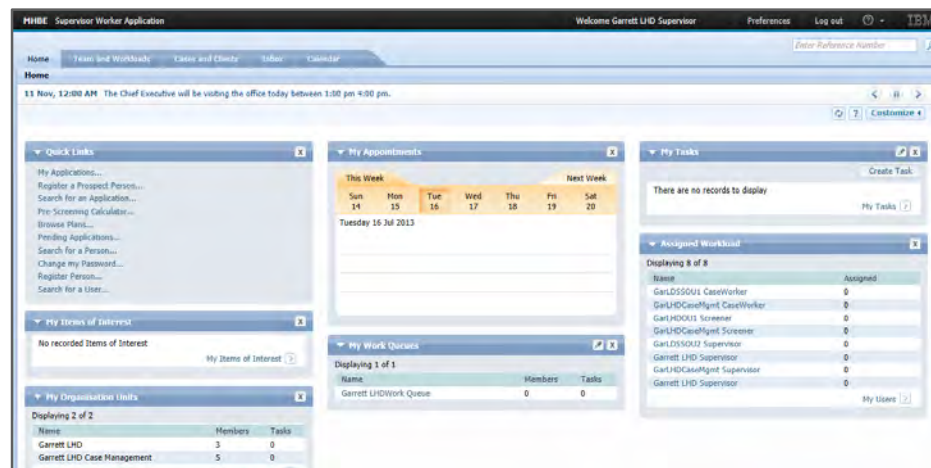 MHBE Supervisor Worker Application Welcome Garrett LHD Supervisor Preferences Log out IBM
Enter Reference Number
Home Team and Workloads Cases and Clients Inbox Calendar
Home
11 Nov, 12:00 AM The Chief Executive will be visiting the office today between 1:00 pm 4:00 pm.
? Customize
Quick Links
My Applications...
Register a Prospect Person...
Search for an Application...
Pre-Screening Calculator...
Browse Plans...
Pending Applications...
Search for a Person...
Change my Password...
Register Person...
Search for a User...
My Items of Interest
No recorded Items of Interest
My Items of Interest
My Organisation Units
Displaying 2 of 2
Name Members Tasks
Garrett LHD 3 0
Garrett LHD Case Management 5 0
My Appointments
This Week Next Week
Sun Mon Tue Wed Thu Fri Sat
14 15 16 17 18 19 20
Tuesday 16 Jul 2013
My Work Queues
Displaying 1 of 1
Name Members Tasks
Garrett LHDWork Queue 0 0
My Tasks
Create Task
There are no records to display
My Tasks
Assigned Workload
Displaying 8 of 8
Name Assigned
GarLDSSOU1 CaseWorker 0
GarLHDCaseMgmt CaseWorker 0
GarLHDOU1 Screener 0
GarLHDCaseMgmt Screener 0
GarLDSSOU2 Supervisor 0
Garrett LHD Supervisor 0
GarLHDCaseMgmt Supervisor 0
Garrett LHD Supervisor 0
My Users